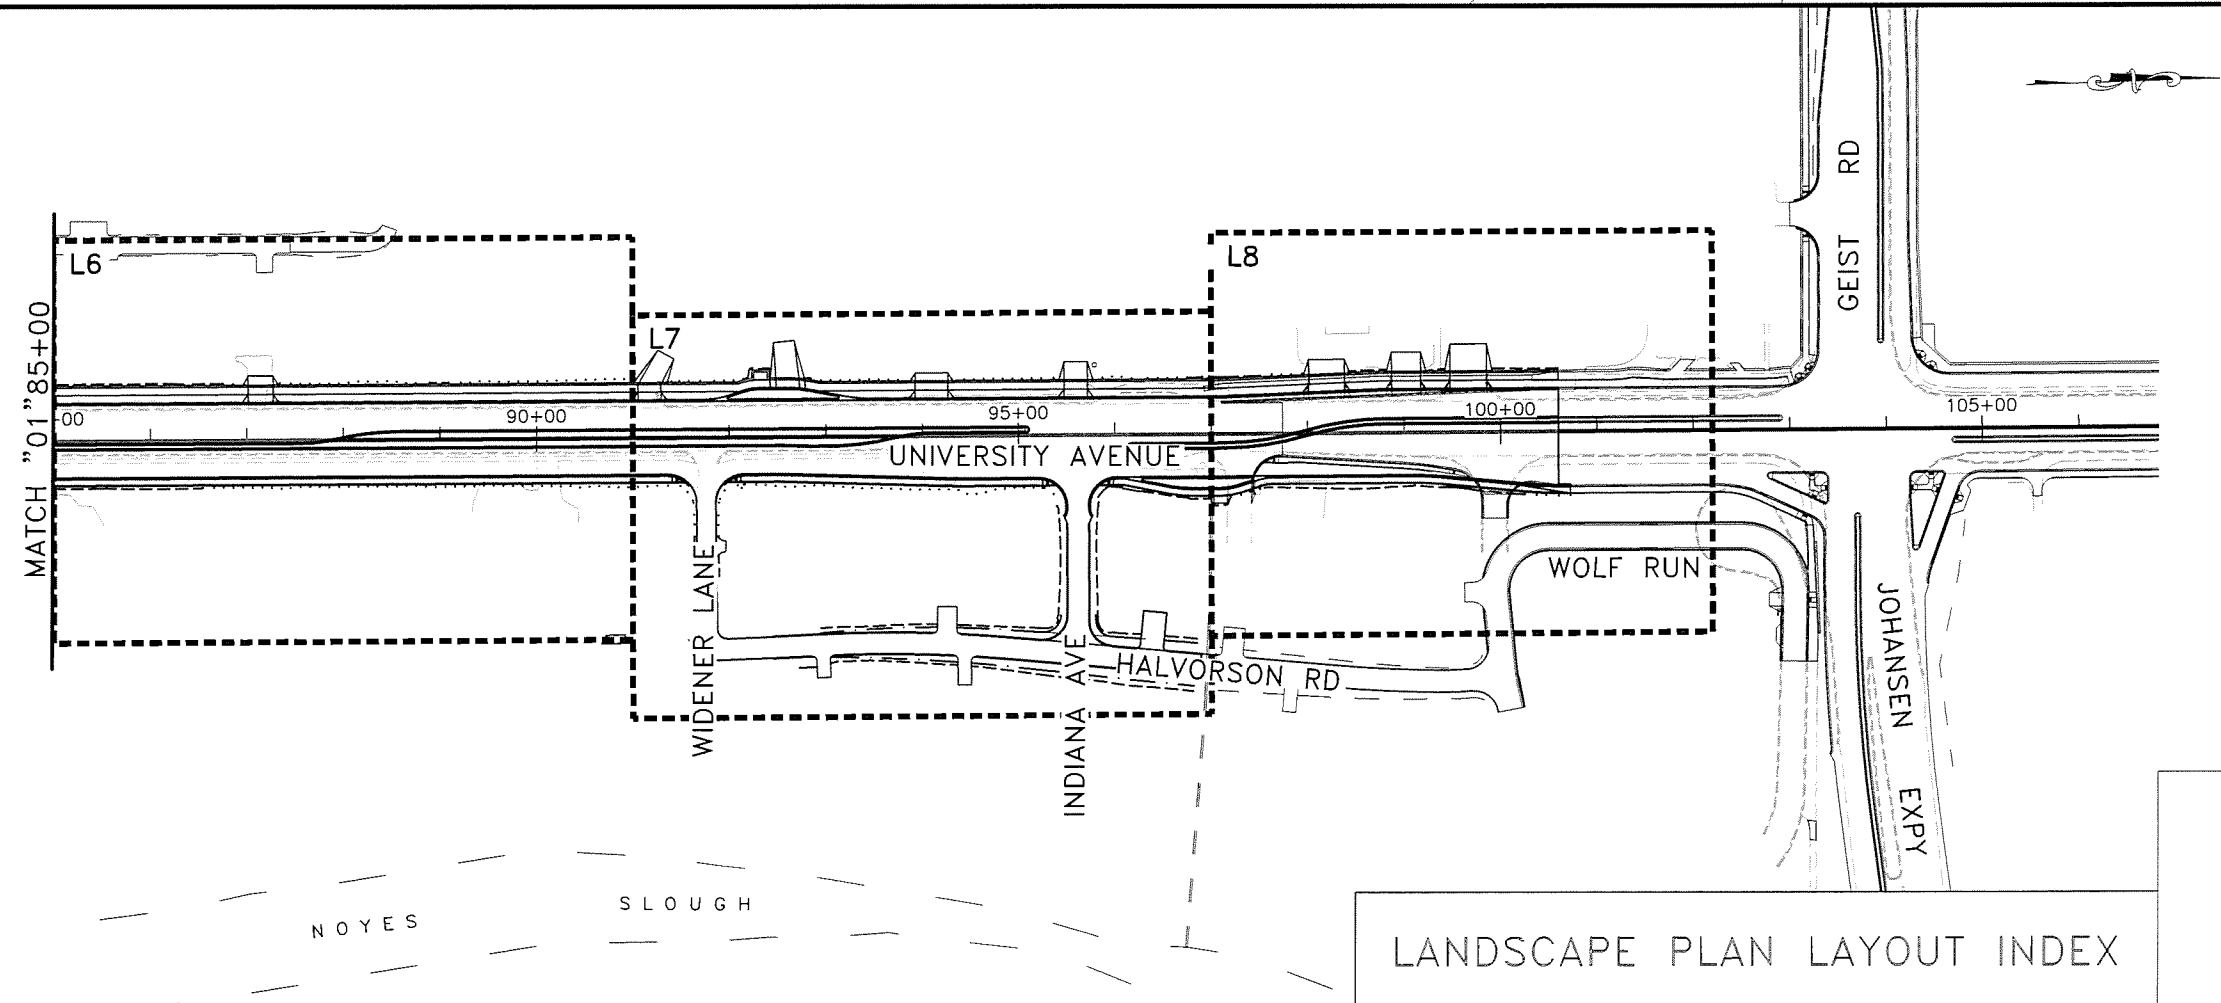 GEIST RD
L6
L8
L7
MATCH "01" 85+00
00
90+00
95+00
100+00
105+00
UNIVERSITY AVENUE
WIDENER LANE
INDIANA AVE
HALVORSON RD
WOLF RUN
JOHANSEN EXPY
NOYES SLOUGH
LANDSCAPE PLAN LAYOUT INDEX